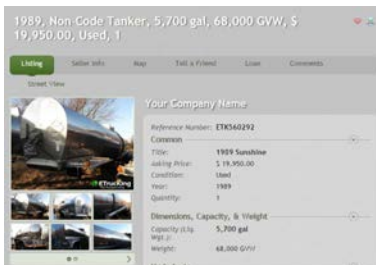 1989, Non-Code Tanker, 5,700 gal, 68,000 GVW, $
19,950.00, Used, 1
Listing Seller Info Map Tell a Friend Loan Comments
Street View
Your Company Name
Reference Number: ETK560292
Common
Title: 1989 Sunshine
Asking Price: $ 19,950.00
Condition: Used
Year: 1989
Quantity: 1
Dimensions, Capacity, & Weight
Capacity (Liq. Wgt.): 5,700 gal
Weight: 68,000 GVW
ETrucKing